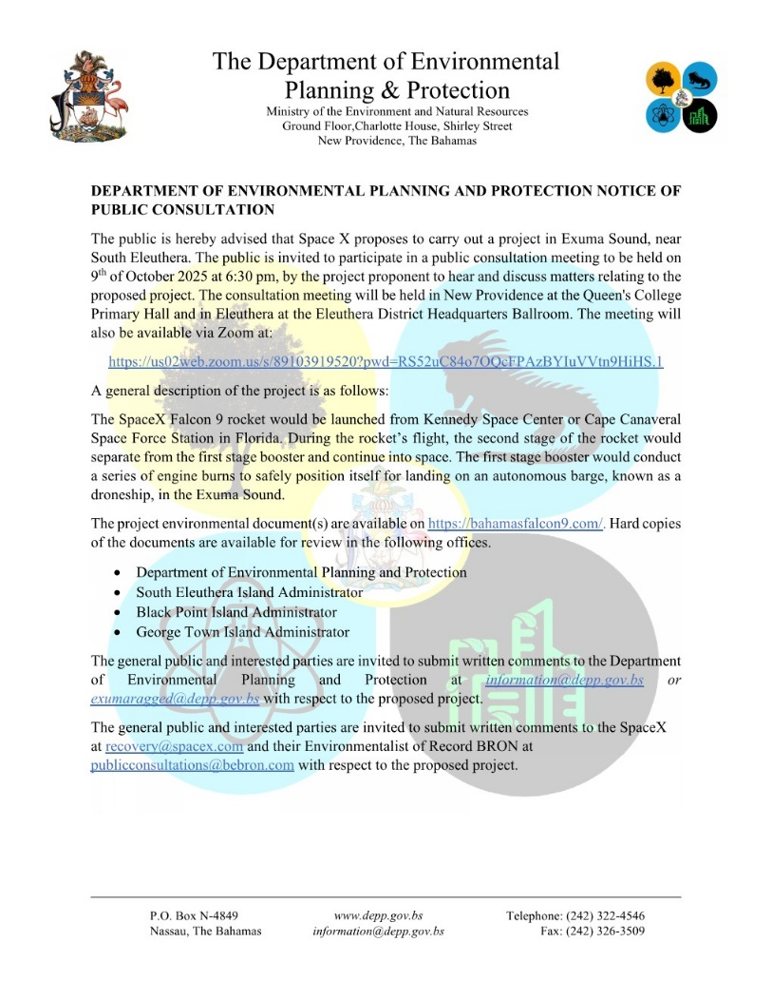 The Department of Environmental
Planning & Protection
Ministry of the Environment and Natural Resources
Ground Floor,Charlotte House, Shirley Street
New Providence, The Bahamas
DEPARTMENT OF ENVIRONMENTAL PLANNING AND PROTECTION NOTICE OF
PUBLIC CONSULTATION
The public is hereby advised that Space X proposes to carry out a project in Exuma Sound, near
South Eleuthera. The public is invited to participate in a public consultation meeting to be held on
9th of October 2025 at 6:30 pm, by the project proponent to hear and discuss matters relating to the
proposed project. The consultation meeting will be held in New Providence at the Queen's College
Primary Hall and in Eleuthera at the Eleuthera District Headquarters Ballroom. The meeting will
also be available via Zoom at:
https://us02web.zoom.us/s/89103919520?pwd=RS52uC84o7OQcFPAzBYIuVVtn9HiHS.1
A general description of the project is as follows:
The SpaceX Falcon 9 rocket would be launched from Kennedy Space Center or Cape Canaveral
Space Force Station in Florida. During the rocket’s flight, the second stage of the rocket would
separate from the first stage booster and continue into space. The first stage booster would conduct
a series of engine burns to safely position itself for landing on an autonomous barge, known as a
droneship, in the Exuma Sound.
The project environmental document(s) are available on https://bahamasfalcon9.com/. Hard copies
of the documents are available for review in the following offices.
• Department of Environmental Planning and Protection
• South Eleuthera Island Administrator
• Black Point Island Administrator
• George Town Island Administrator
The general public and interested parties are invited to submit written comments to the Department
of Environmental Planning and Protection at information@depp.gov.bs or
exumaragged@depp.gov.bs with respect to the proposed project.
The general public and interested parties are invited to submit written comments to the SpaceX
at recovery@spacex.com and their Environmentalist of Record BRON at
publicconsultations@bebron.com with respect to the proposed project.
P.O. Box N-4849
Nassau, The Bahamas
www.depp.gov.bs
information@depp.gov.bs
Telephone: (242) 322-4546
Fax: (242) 326-3509